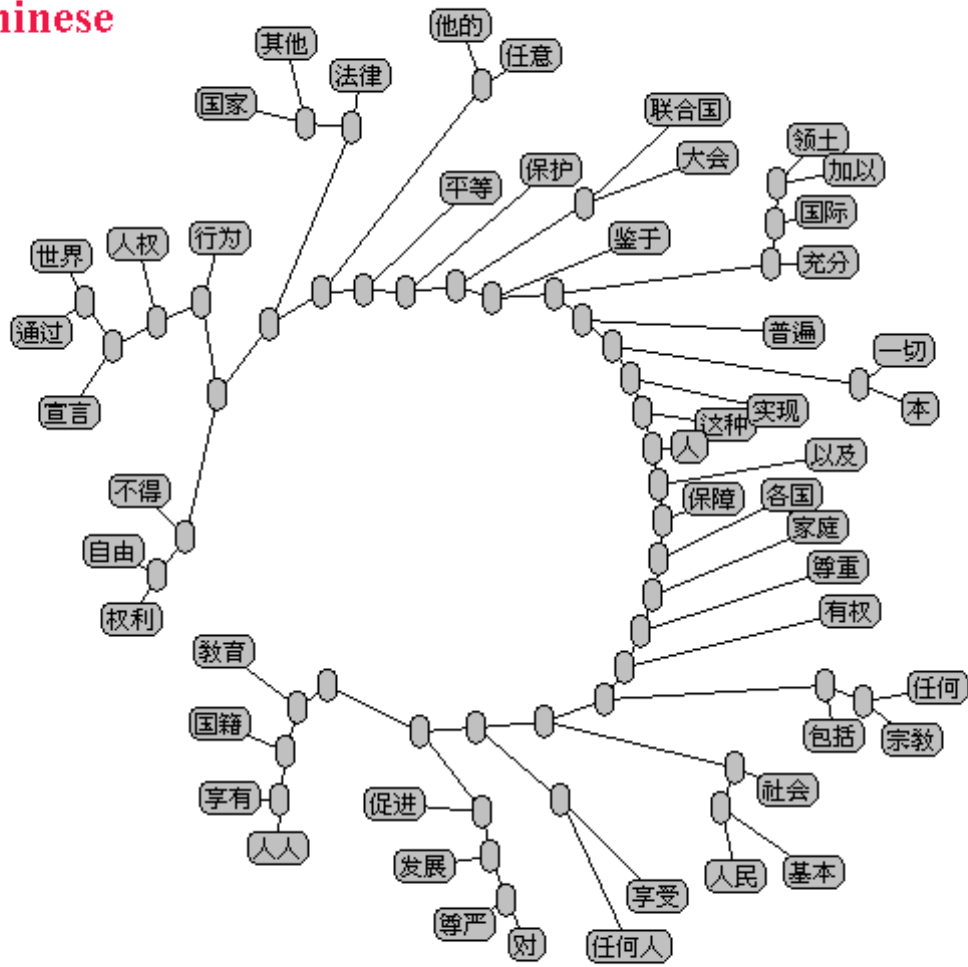 hinese
他的
其他
任意
法律
国家
联合国
领土
大会
保护
加以
平等
国际
行为
人权
鉴于
世界
充分
通过
普遍
一切
宣言
本
实现
这种
人
以及
不得
各国
保障
家庭
自由
尊重
有权
权利
教育
任何
国籍
包括
宗教
社会
享有
促进
人人
发展
人民
基本
享受
尊严
对
任何人